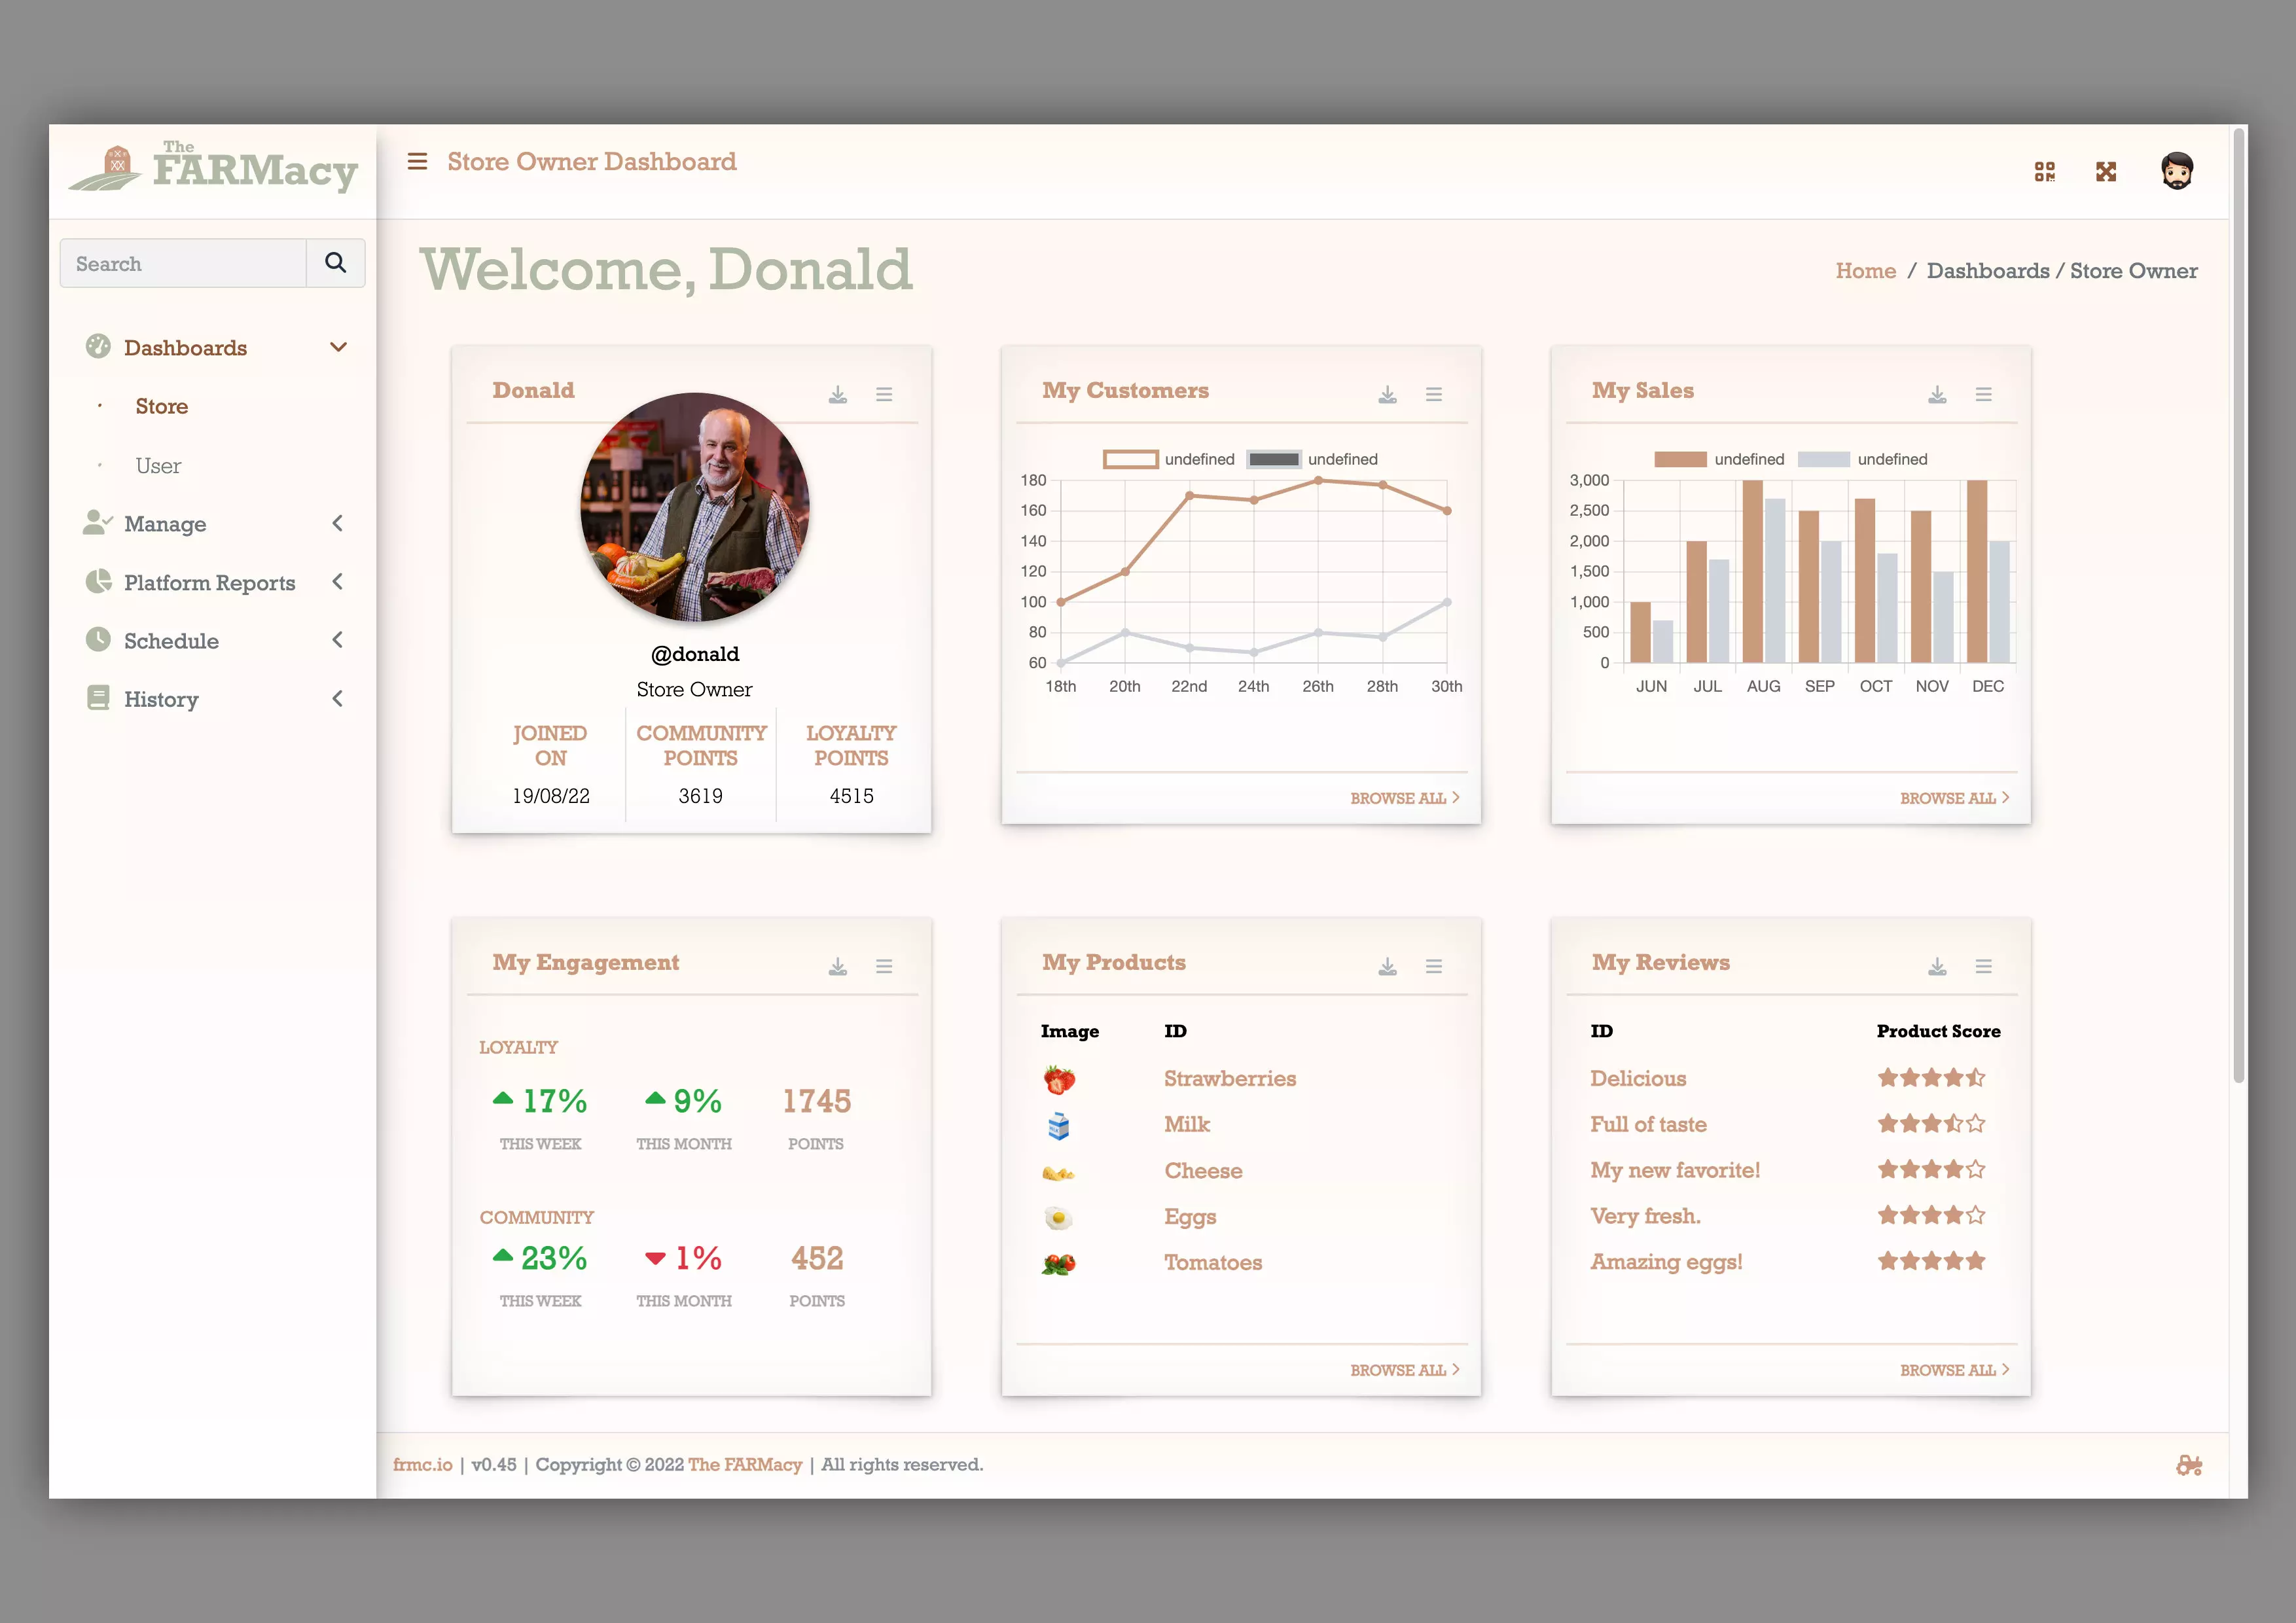 The
FARMacy
Store Owner Dashboard
Search
Dashboards
Store
User
Manage
Platform Reports
Schedule
History
Welcome, Donald
Home / Dashboards / Store Owner
Donald
@donald
Store Owner
JOINED ON
19/08/22
COMMUNITY POINTS
3619
LOYALTY POINTS
4515
My Customers
undefined undefined
180
160
140
120
100
80
60
18th 20th 22nd 24th 26th 28th 30th
BROWSE ALL
My Sales
undefined undefined
3,000
2,500
2,000
1,500
1,000
500
0
JUN JUL AUG SEP OCT NOV DEC
BROWSE ALL
My Engagement
LOYALTY
17% 9% 1745
THIS WEEK THIS MONTH POINTS
COMMUNITY
23% 1% 452
THIS WEEK THIS MONTH POINTS
My Products
Image ID
Strawberries
Milk
Cheese
Eggs
Tomatoes
BROWSE ALL
My Reviews
ID Product Score
Delicious
Full of taste
My new favorite!
Very fresh.
Amazing eggs!
BROWSE ALL
frmc.io | v0.45 | Copyright © 2022 The FARMacy | All rights reserved.